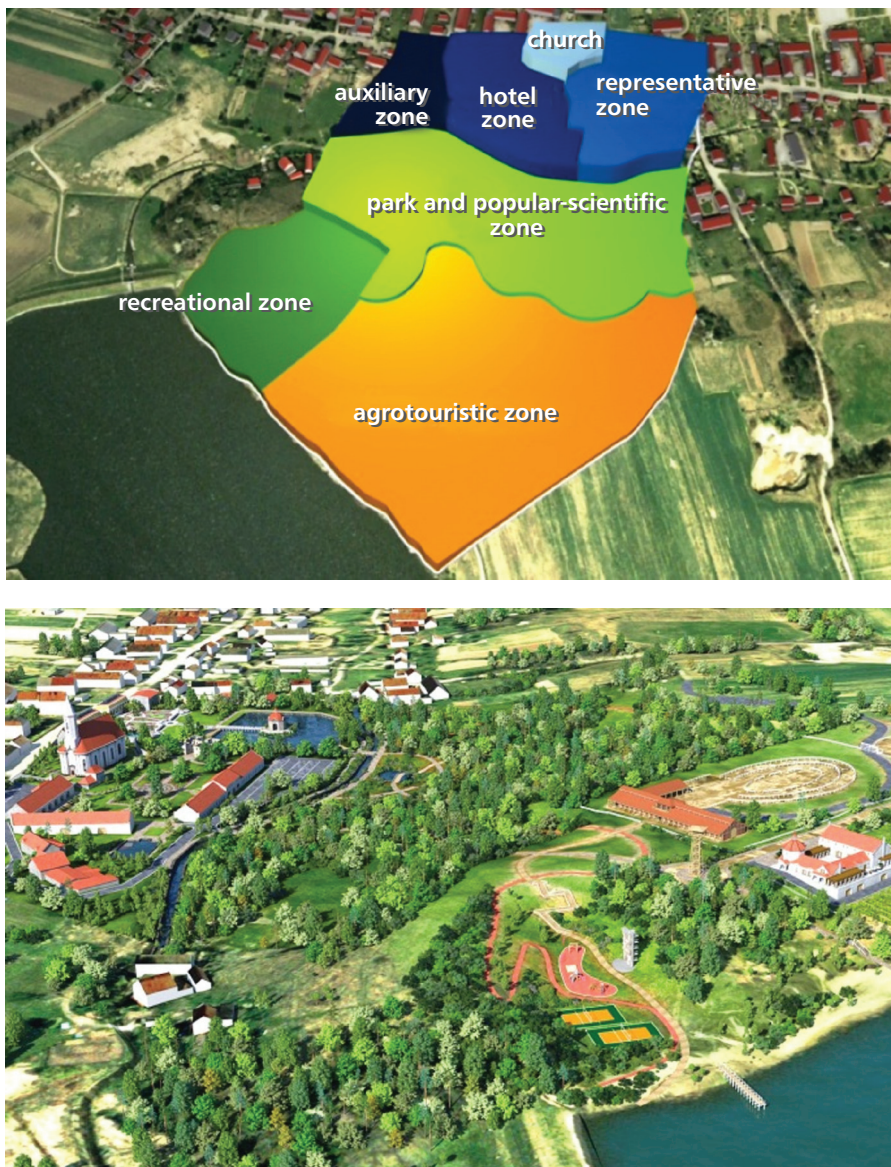 church
auxiliary
zone
hotel
zone
representative
zone
park and popular-scientific
zone
recreational zone
agrotouristic zone